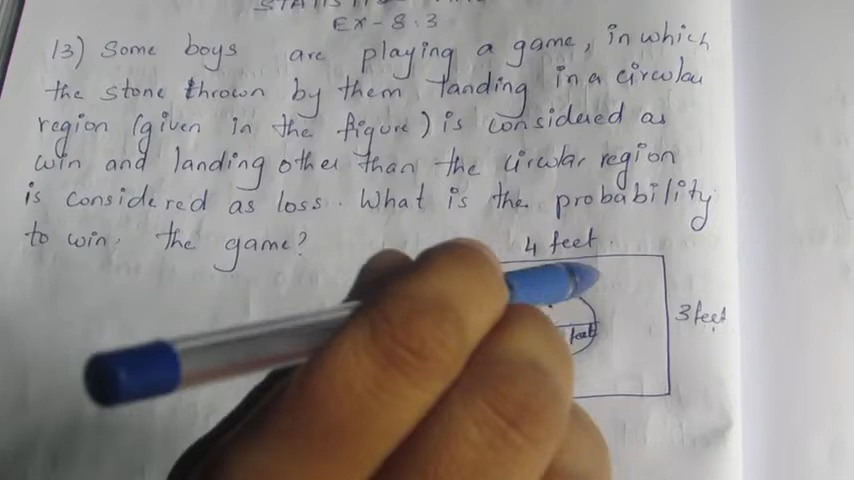 Ex-8.3
13) Some boys are playing a game, in which
the stone thrown by them landing in a circular
region (given in the figure) is considered as
win and landing other than the circular region
is considered as loss. What is the probability
to win the game?
4 feet
3 feet
feet